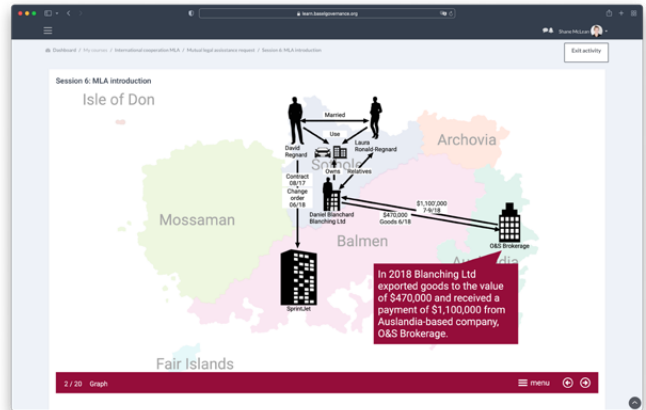 learn.baselgovernance.org
Shane McLean
Dashboard / My courses / International cooperation MLA / Mutual legal assistance request / Session 6: MLA introduction
Exit activity
Session 6: MLA introduction
Isle of Don
Married
Use
David
Regnard
Laura
Ronald-Regnard
Archovia
Owns
Relatives
Contract
08/17
Change
order
06/18
$1,100,000
7-9/18
Mossaman
Daniel Blanchard
Blanching Ltd
$470,000
Goods 6/18
Balmen
O&S Brokerage
SprintJet
In 2018 Blanching Ltd
exported goods to the value
of $470,000 and received a
payment of $1,100,000 from
Auslandia-based company,
O&S Brokerage.
Fair Islands
2 / 20 Graph
menu